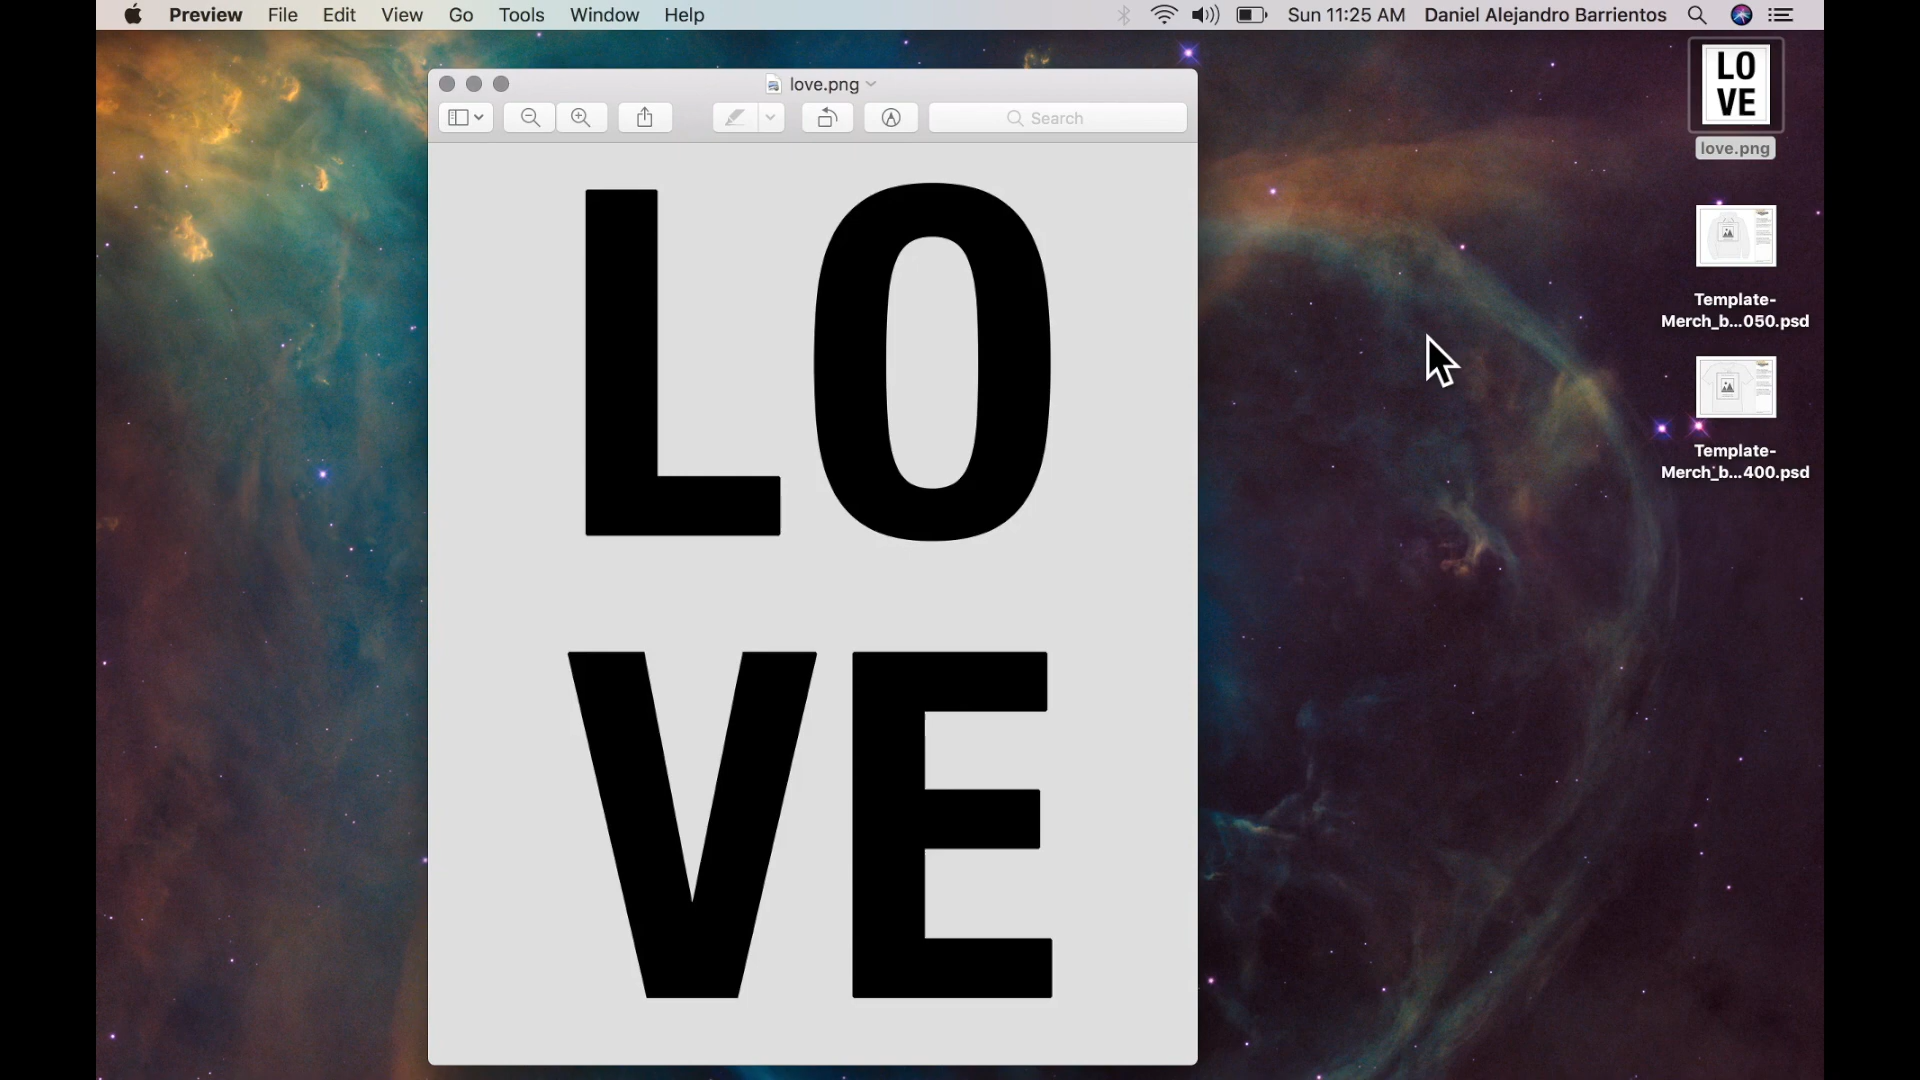 Preview File Edit View Go Tools Window Help Sun 11:25 AM Daniel Alejandro Barrientos
love.png
Search
LO
VE
LO
VE
love.png
Template-
Merch_b...050.psd
Template-
Merch_b...400.psd